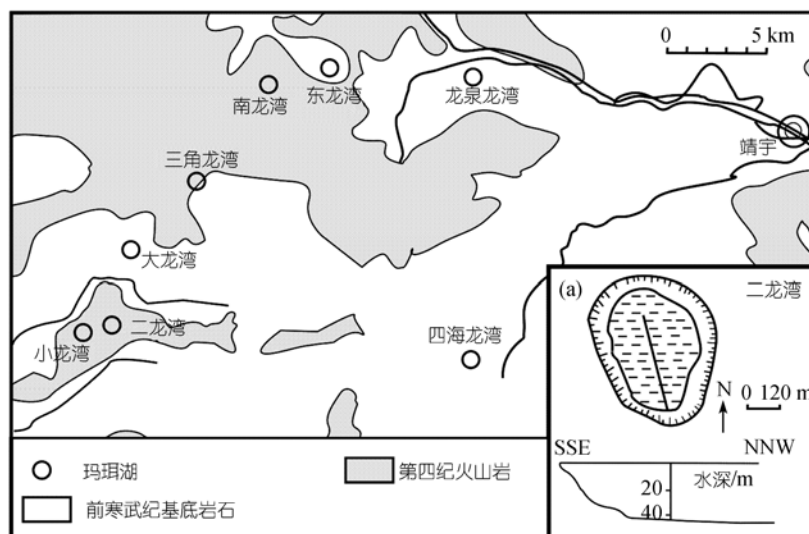 0 5 km
南龙湾
东龙湾
龙泉龙湾
靖宇
三角龙湾
大龙湾
二龙湾
小龙湾
四海龙湾
(a)
二龙湾
N
0 120 m
SSE
NNW
水深/m
20
40
玛珥湖
第四纪火山岩
前寒武纪基底岩石